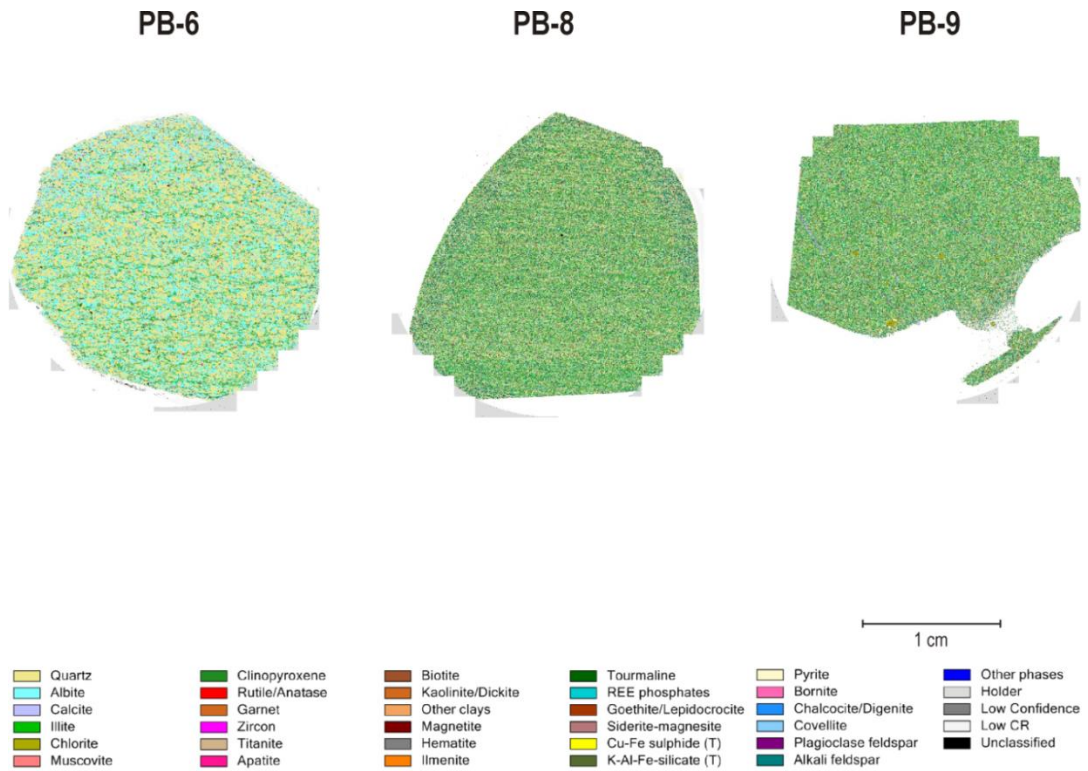 PB-6 PB-8 PB-9
1 cm
Quartz Clinopyroxene Biotite Tourmaline Pyrite Other phases
Albite Rutile/Anatase Kaolinite/Dickite REE phosphates Bornite Holder
Calcite Garnet Other clays Goethite/Lepidocrocite Chalcocite/Digenite Low Confidence
Illite Zircon Magnetite Siderite-magnesite Covellite Low CR
Chlorite Titanite Hematite Cu-Fe sulphide (T) Plagioclase feldspar Unclassified
Muscovite Apatite Ilmenite K-Al-Fe-silicate (T) Alkali feldspar